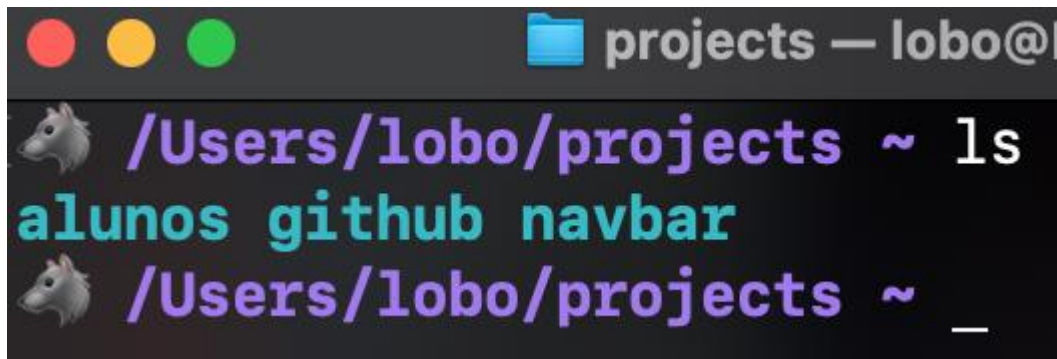 projects — lobo@
/Users/lobo/projects ~ ls
alunos github navbar
/Users/lobo/projects ~ _